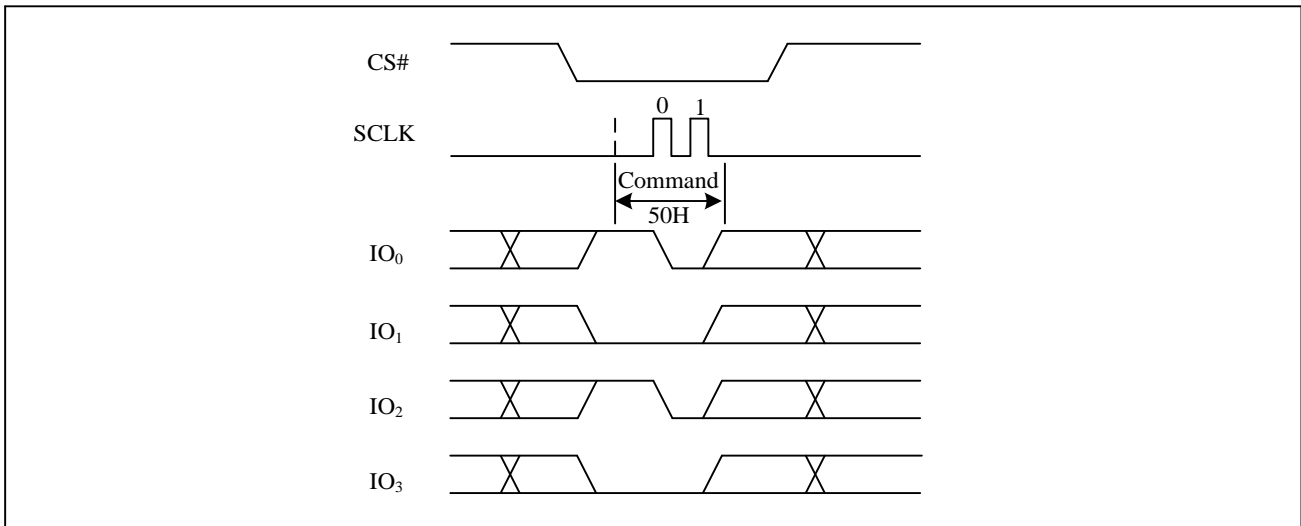 CS#
0 1
SCLK
Command
50H
IO₀
IO₁
IO₂
IO₃